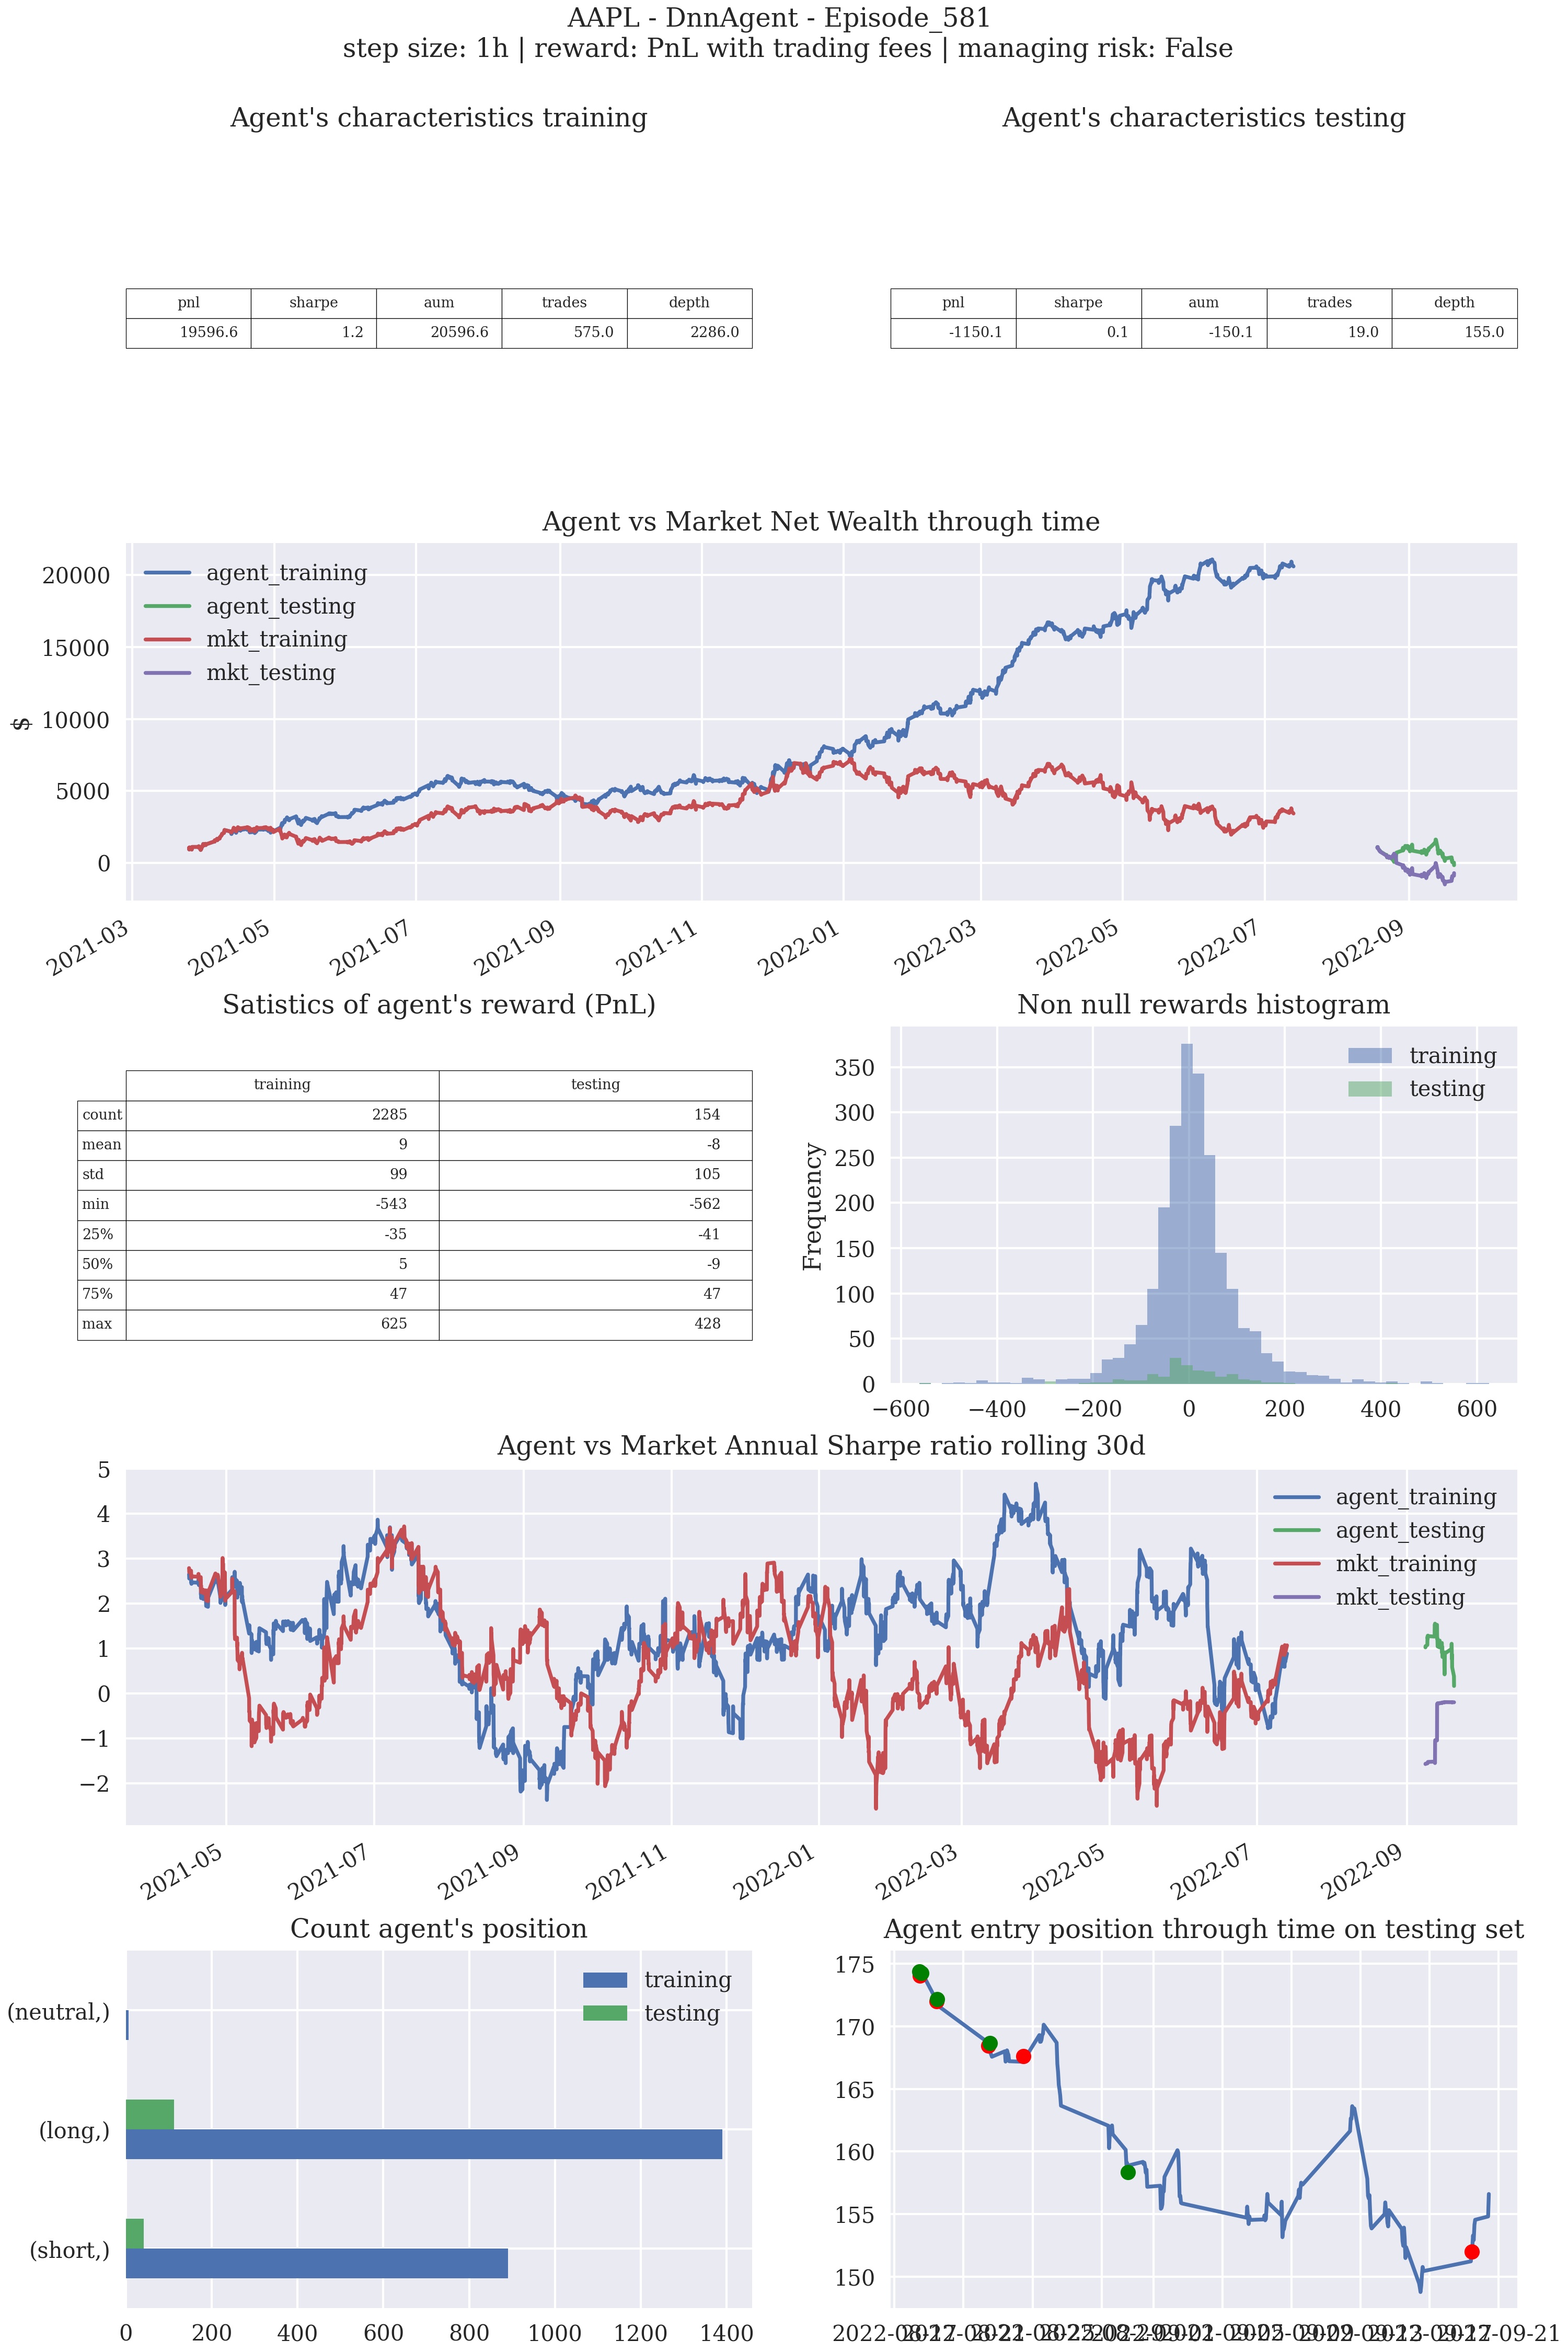 AAPL - DnnAgent - Episode_581
step size: 1h | reward: PnL with trading fees | managing risk: False
Agent's characteristics training
Agent's characteristics testing
pnl sharpe aum trades depth
19596.6 1.2 20596.6 575.0 2286.0
pnl sharpe aum trades depth
-1150.1 0.1 -150.1 19.0 155.0
Agent vs Market Net Wealth through time
agent_training
agent_testing
mkt_training
mkt_testing
$
20000
15000
10000
5000
0
2021-03 2021-05 2021-07 2021-09 2021-11 2022-01 2022-03 2022-05 2022-07 2022-09
Satistics of agent's reward (PnL)
training testing
count 2285 154
mean 9 -8
std 99 105
min -543 -562
25% -35 -41
50% 5 -9
75% 47 47
max 625 428
Non null rewards histogram
training
testing
Frequency
350
300
250
200
150
100
50
0
−600 −400 −200 0 200 400 600
Agent vs Market Annual Sharpe ratio rolling 30d
agent_training
agent_testing
mkt_training
mkt_testing
5
4
3
2
1
0
−1
−2
2021-05 2021-07 2021-09 2021-11 2022-01 2022-03 2022-05 2022-07 2022-09
Count agent's position
training
testing
(neutral,)
(long,)
(short,)
0 200 400 600 800 1000 1200 1400
Agent entry position through time on testing set
175
170
165
160
155
150